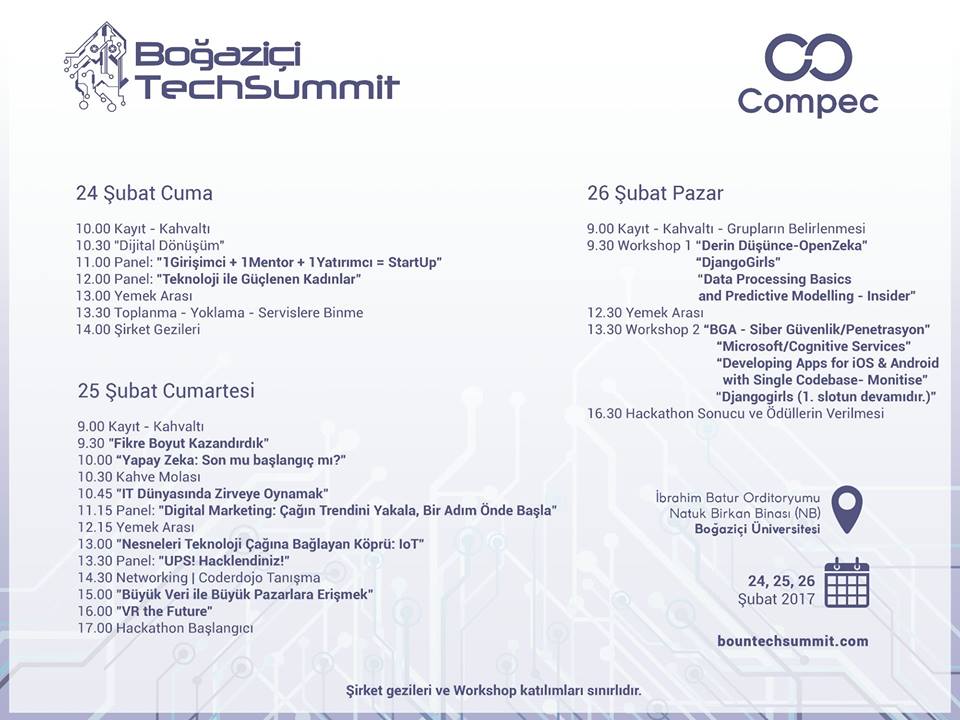 Boğaziçi
TechSummit
Compec
24 Şubat Cuma
10.00 Kayıt - Kahvaltı
10.30 "Dijital Dönüşüm"
11.00 Panel: "1Girişimci + 1Mentor + 1Yatırımcı = StartUp"
12.00 Panel: "Teknoloji ile Güçlenen Kadınlar"
13.00 Yemek Arası
13.30 Toplanma - Yoklama - Servislere Binme
14.00 Şirket Gezileri
25 Şubat Cumartesi
9.00 Kayıt - Kahvaltı
9.30 "Fikre Boyut Kazandırdık"
10.00 “Yapay Zeka: Son mu başlangıç mı?"
10.30 Kahve Molası
10.45 "IT Dünyasında Zirveye Oynamak"
11.15 Panel: "Digital Marketing: Çağın Trendini Yakala, Bir Adım Önde Başla"
12.15 Yemek Arası
13.00 "Nesneleri Teknoloji Çağına Bağlayan Köprü: IoT"
13.30 Panel: "UPS! Hacklendiniz!"
14.30 Networking | Coderdojo Tanışma
15.00 "Büyük Veri ile Büyük Pazarlara Erişmek"
16.00 "VR the Future"
17.00 Hackathon Başlangıcı
26 Şubat Pazar
9.00 Kayıt - Kahvaltı - Grupların Belirlenmesi
9.30 Workshop 1 “Derin Düşünce-OpenZeka"
“DjangoGirls"
“Data Processing Basics
and Predictive Modelling - Insider"
12.30 Yemek Arası
13.30 Workshop 2 “BGA - Siber Güvenlik/Penetrasyon"
“Microsoft/Cognitive Services"
“Developing Apps for iOS & Android
with Single Codebase- Monitise"
“Djangogirls (1. slotun devamıdır.)"
16.30 Hackathon Sonucu ve Ödüllerin Verilmesi
İbrahim Batur Orditoryumu
Natuk Birkan Binası (NB)
Boğaziçi Üniversitesi
24, 25, 26
Şubat 2017
bountechsummit.com
Şirket gezileri ve Workshop katılımları sınırlıdır.